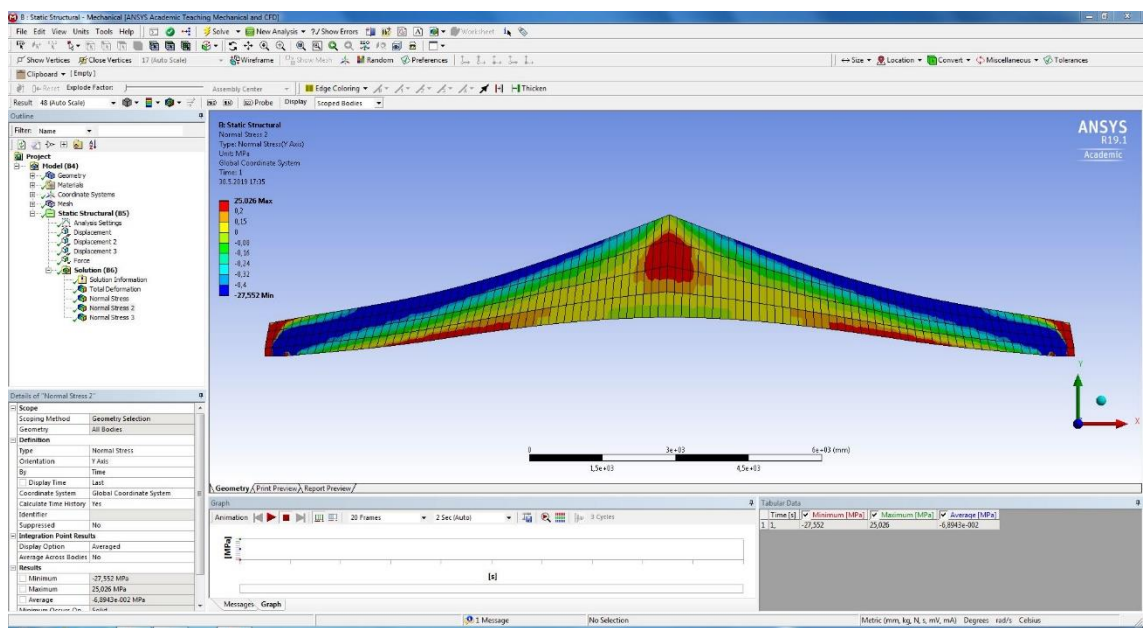 B : Static Structural - Mechanical [ANSYS Academic Teaching Mechanical and CFD]
File Edit View Units Tools Help Solve New Analysis ?/ Show Errors Worksheet
Show Vertices Close Vertices 17 (Auto Scale) Wireframe Show Mesh Random Preferences Size Location Convert Miscellaneous Tolerances
Clipboard [Empty]
Reset Explode Factor: Assembly Center Edge Coloring Thicken
Result 48 (Auto Scale) Probe Display Scoped Bodies
Outline
Filter: Name
Project
Model (B4)
Geometry
Materials
Coordinate Systems
Mesh
Static Structural (B5)
Analysis Settings
Displacement
Displacement 2
Displacement 3
Force
Solution (B6)
Solution Information
Total Deformation
Normal Stress
Normal Stress 2
Normal Stress 3
B: Static Structural
Normal Stress 2
Type: Normal Stress(Y Axis)
Unit: MPa
Global Coordinate System
Time: 1
30.5.2019 17:35
25,026 Max
0,2
0,15
0
-0,08
-0,16
-0,24
-0,32
-0,4
-27,552 Min
ANSYS
R19.1
Academic
Y
X
0 3e+03 6e+03 (mm)
1,5e+03 4,5e+03
Details of "Normal Stress 2"
Scope
Scoping Method Geometry Selection
Geometry All Bodies
Definition
Type Normal Stress
Orientation Y Axis
By Time
Display Time Last
Coordinate System Global Coordinate System
Calculate Time History Yes
Identifier
Suppressed No
Integration Point Results
Display Option Averaged
Average Across Bodies No
Results
Minimum -27,552 MPa
Maximum 25,026 MPa
Average -6,8943e-002 MPa
Minimum Occurs On Solid
Geometry Print Preview Report Preview
Graph
Animation 20 Frames 2 Sec (Auto) 3 Cycles
[MPa]
[s]
Messages Graph
Tabular Data
Time [s] Minimum [MPa] Maximum [MPa] Average [MPa]
1 1, -27,552 25,026 -6,8943e-002
1 Message No Selection Metric (mm, kg, N, s, mV, mA) Degrees rad/s Celsius